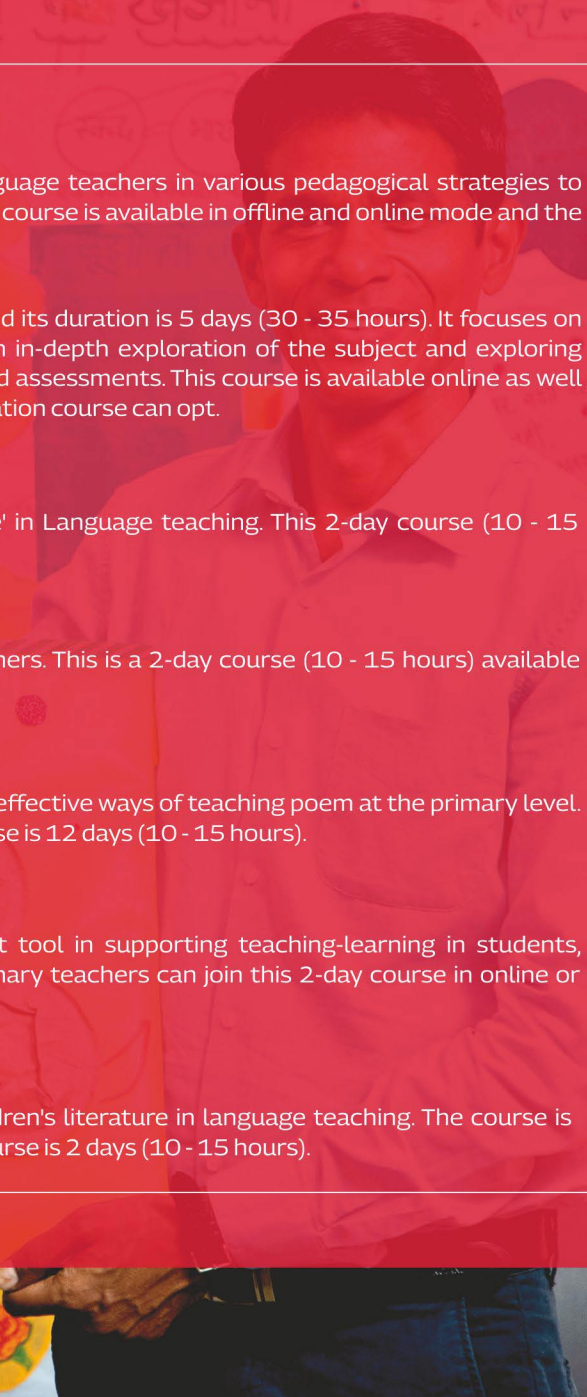 guage teachers in various pedagogical strategies to
course is available in offline and online mode and the
d its duration is 5 days (30 - 35 hours). It focuses on
n in-depth exploration of the subject and exploring
d assessments. This course is available online as well
ation course can opt.
e' in Language teaching. This 2-day course (10 - 15
ners. This is a 2-day course (10 - 15 hours) available
effective ways of teaching poem at the primary level.
se is 12 days (10 - 15 hours).
t tool in supporting teaching-learning in students,
nary teachers can join this 2-day course in online or
dren's literature in language teaching. The course is
urse is 2 days (10 - 15 hours).